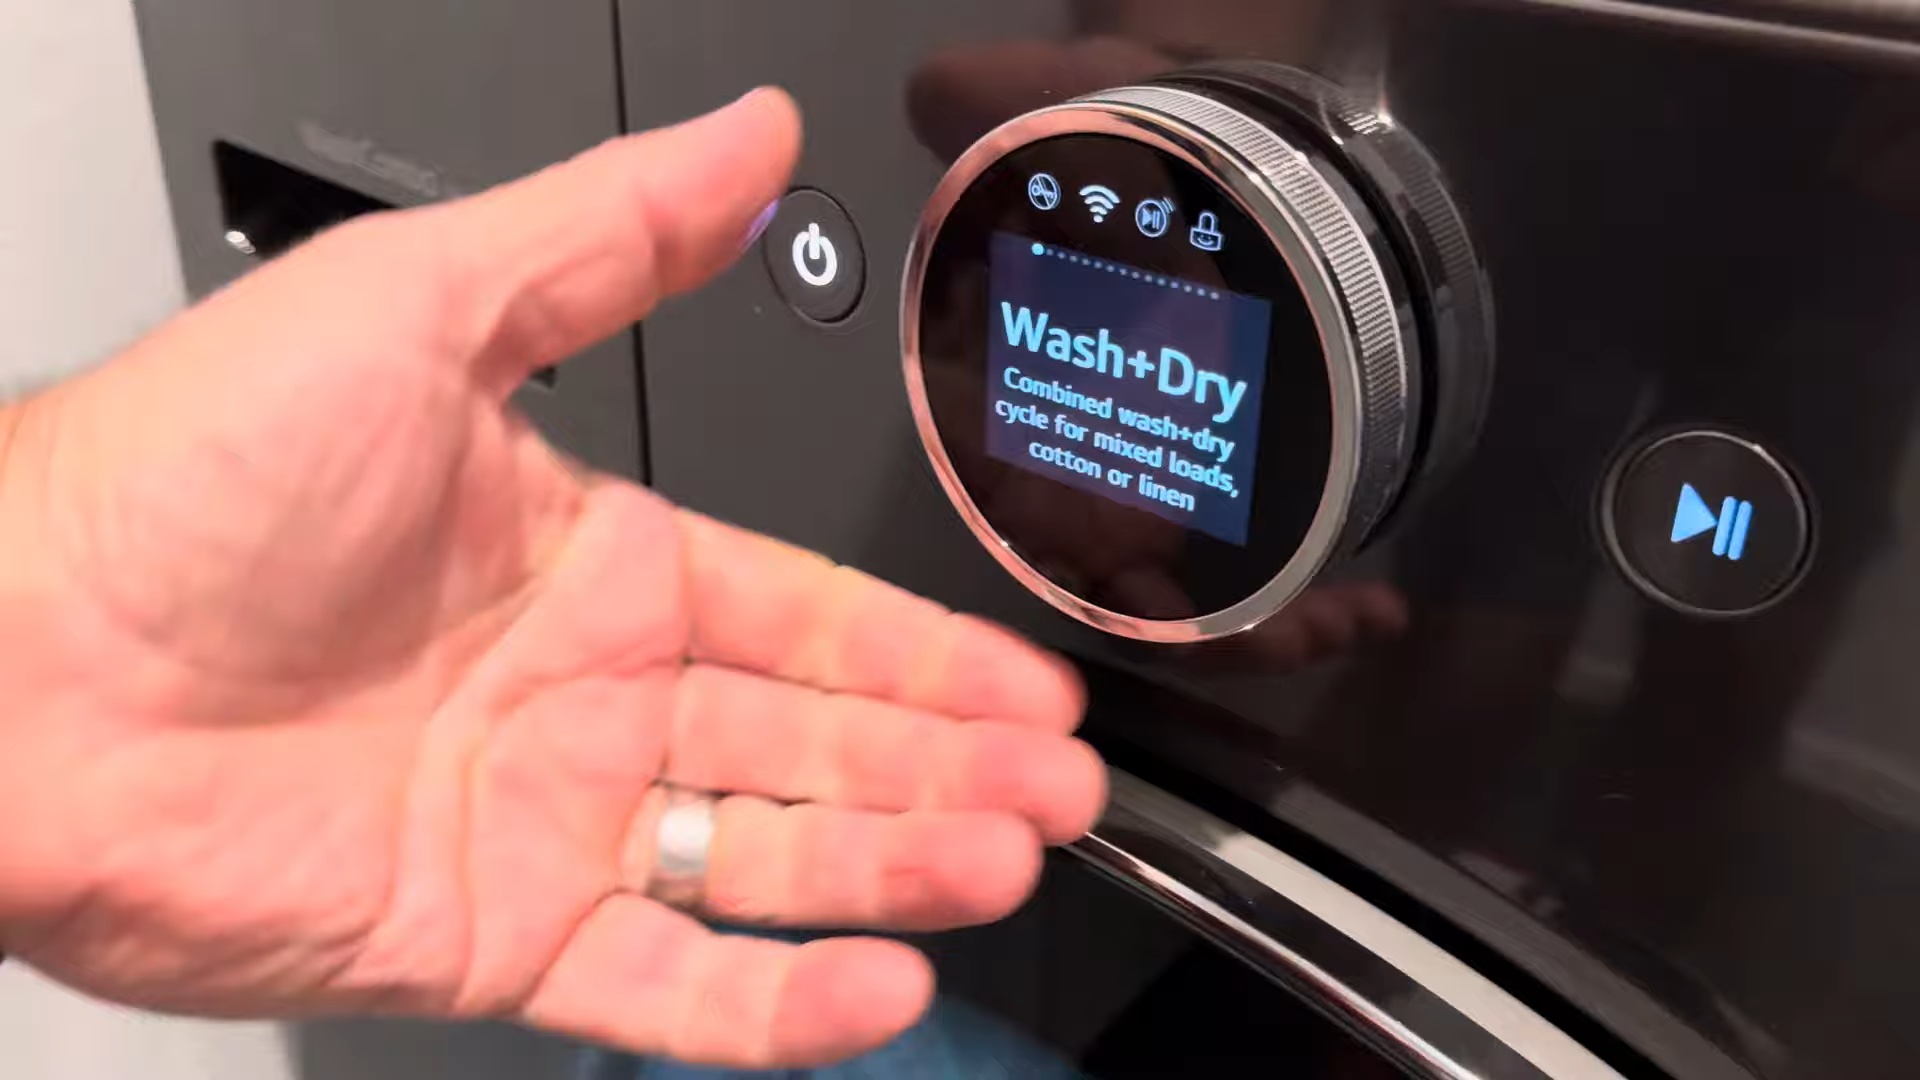 Wash+Dry
Combined wash+dry
cycle for mixed loads,
cotton or linen